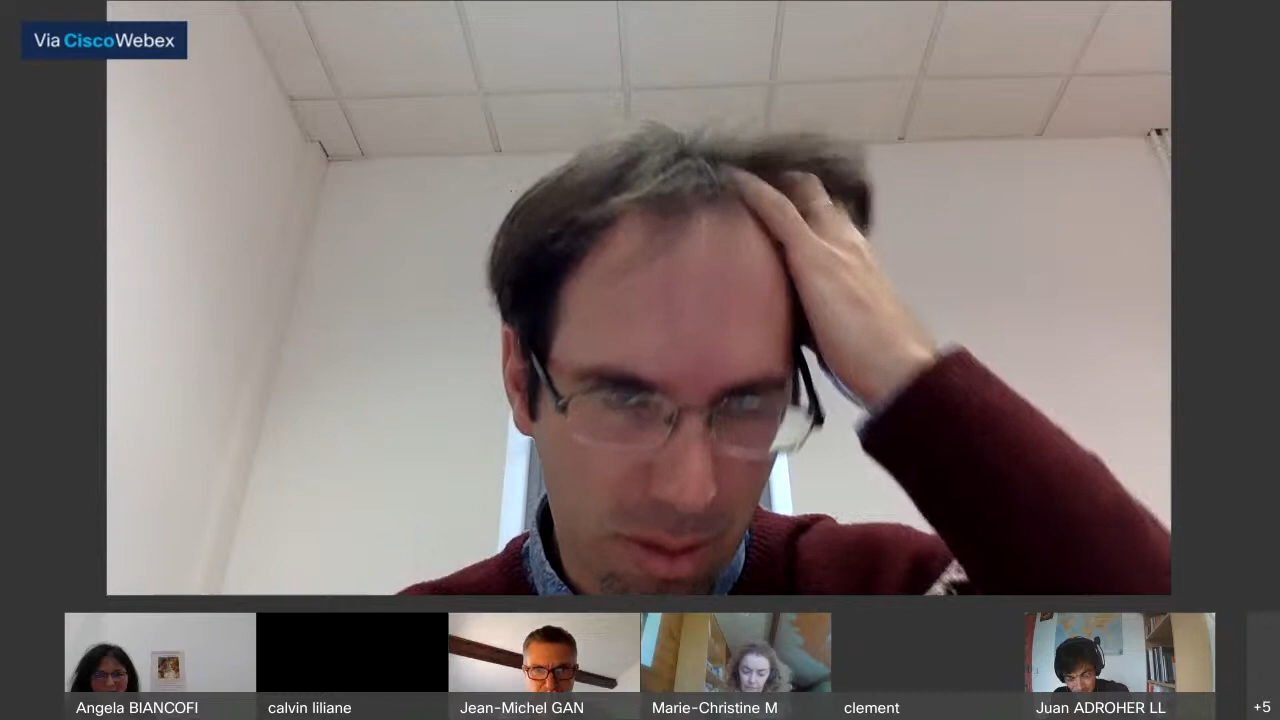 Via CiscoWebex
Angela BIANCOFI
calvin liliane
Jean-Michel GAN
Marie-Christine M
clement
Juan ADROHER LL
+5